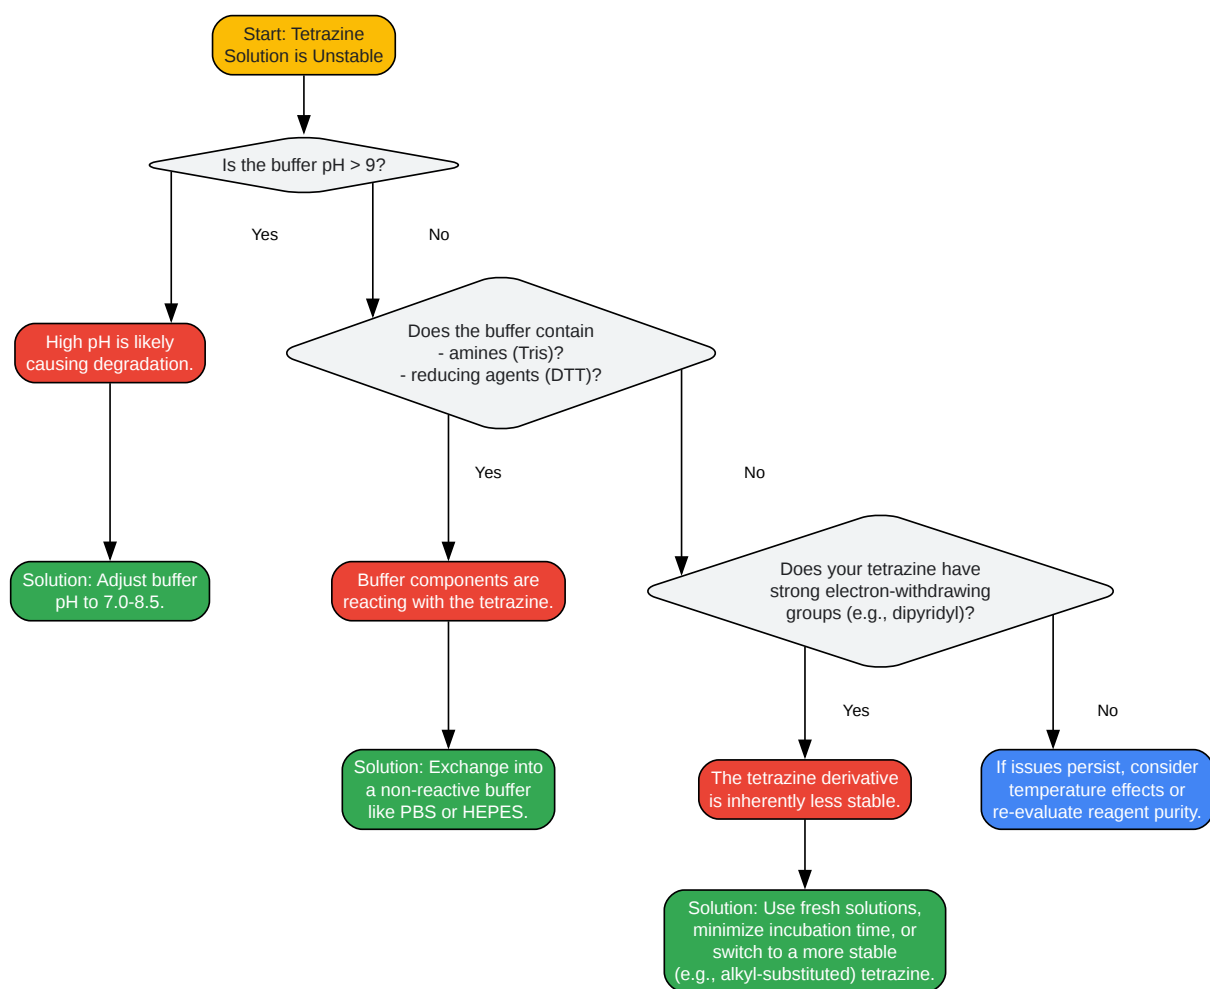 Start: Tetrazine
Solution is Unstable
Is the buffer pH > 9?
Yes
No
High pH is likely
causing degradation.
Does the buffer contain
- amines (Tris)?
- reducing agents (DTT)?
Yes
No
Solution: Adjust buffer
pH to 7.0-8.5.
Buffer components are
reacting with the tetrazine.
Does your tetrazine have
strong electron-withdrawing
groups (e.g., dipyridyl)?
Yes
No
Solution: Exchange into
a non-reactive buffer
like PBS or HEPES.
The tetrazine derivative
is inherently less stable.
If issues persist, consider
temperature effects or
re-evaluate reagent purity.
Solution: Use fresh solutions,
minimize incubation time, or
switch to a more stable
(e.g., alkyl-substituted) tetrazine.